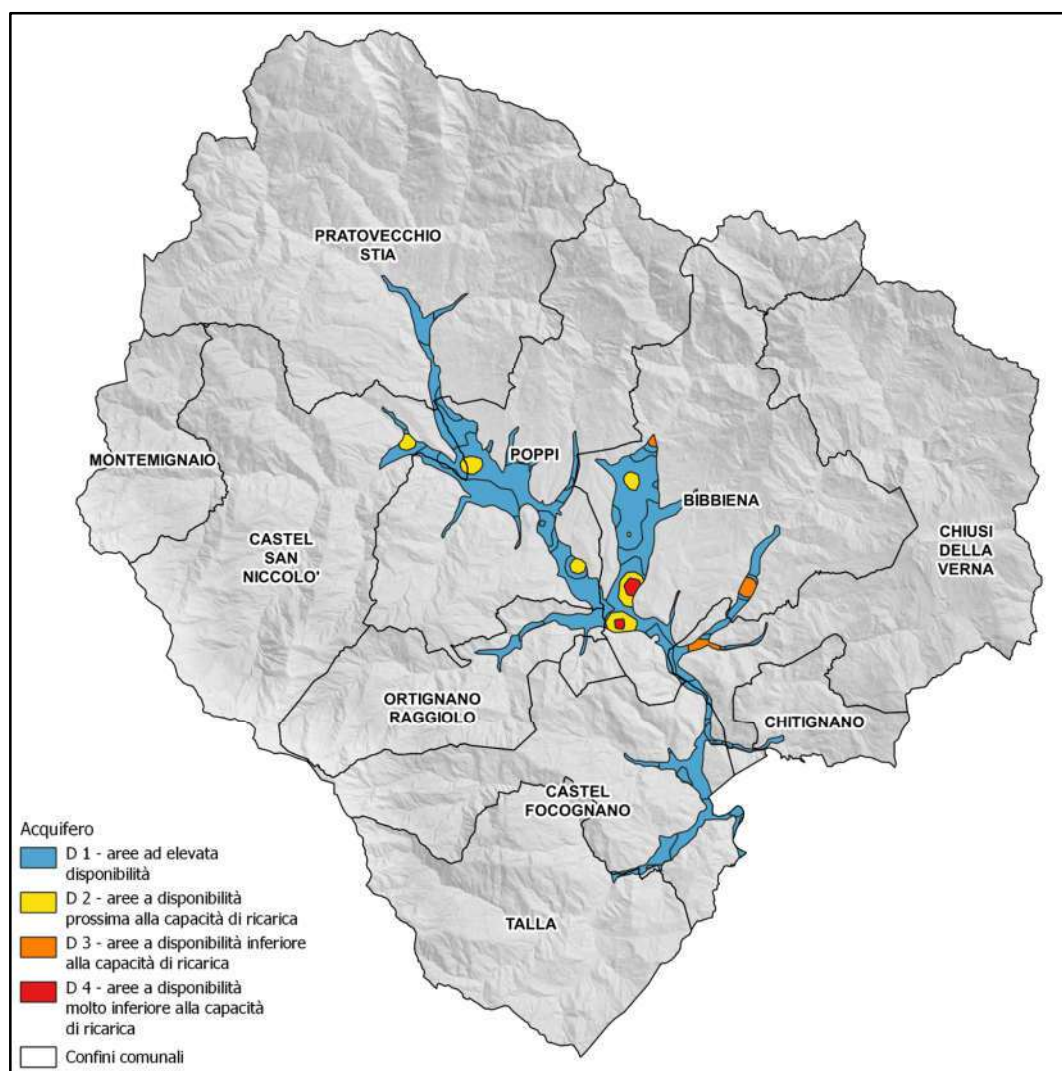 PRATOVECCHIO
STIA
MONTEMIGNAIO
POPPI
BIBBIENA
CASTEL
SAN
NICCOLO'
CHIUSI
DELLA
VERNA
ORTIGNANO
RAGGIOLO
CHITIGNANO
CASTEL
FOCOGNANO
TALLA
Acquifero
D 1 - aree ad elevata
disponibilità
D 2 - aree a disponibilità
prossima alla capacità di ricarica
D 3 - aree a disponibilità inferiore
alla capacità di ricarica
D 4 - aree a disponibilità
molto inferiore alla capacità
di ricarica
Confini comunali